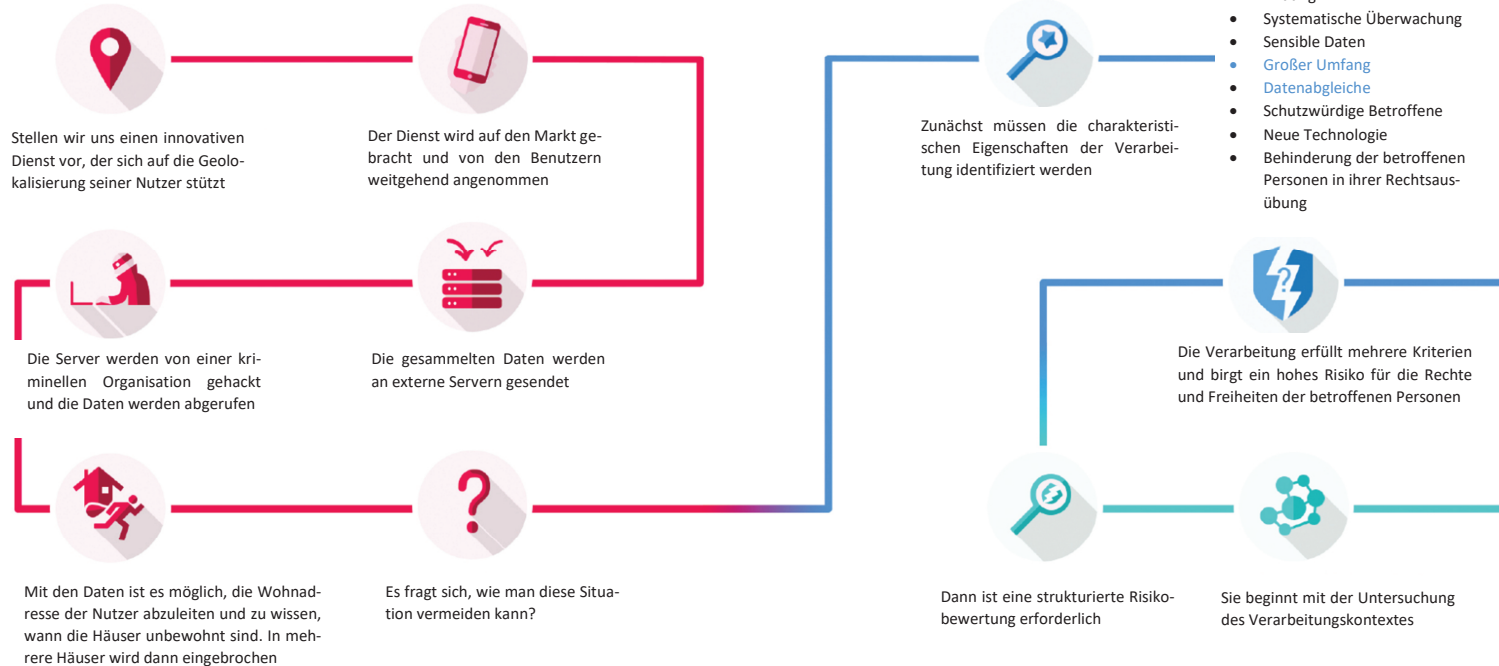 Stellen wir uns einen innovativen
Dienst vor, der sich auf die Geolo-
kalisierung seiner Nutzer stützt
Der Dienst wird auf den Markt ge-
bracht und von den Benutzern
weitgehend angenommen
Die gesammelten Daten werden
an externe Servern gesendet
Die Server werden von einer kri-
minellen Organisation gehackt
und die Daten werden abgerufen
Mit den Daten ist es möglich, die Wohnad-
resse der Nutzer abzuleiten und zu wissen,
wann die Häuser unbewohnt sind. In meh-
rere Häuser wird dann eingebrochen
Es fragt sich, wie man diese Situa-
tion vermeiden kann?
Zunächst müssen die charakteristi-
schen Eigenschaften der Verarbei-
tung identifiziert werden
• Systematische Überwachung
• Sensible Daten
• Großer Umfang
• Datenabgleiche
• Schutzwürdige Betroffene
• Neue Technologie
• Behinderung der betroffenen
Personen in ihrer Rechtsaus-
übung
?
Die Verarbeitung erfüllt mehrere Kriterien
und birgt ein hohes Risiko für die Rechte
und Freiheiten der betroffenen Personen
Dann ist eine strukturierte Risiko-
bewertung erforderlich
Sie beginnt mit der Untersuchung
des Verarbeitungskontextes